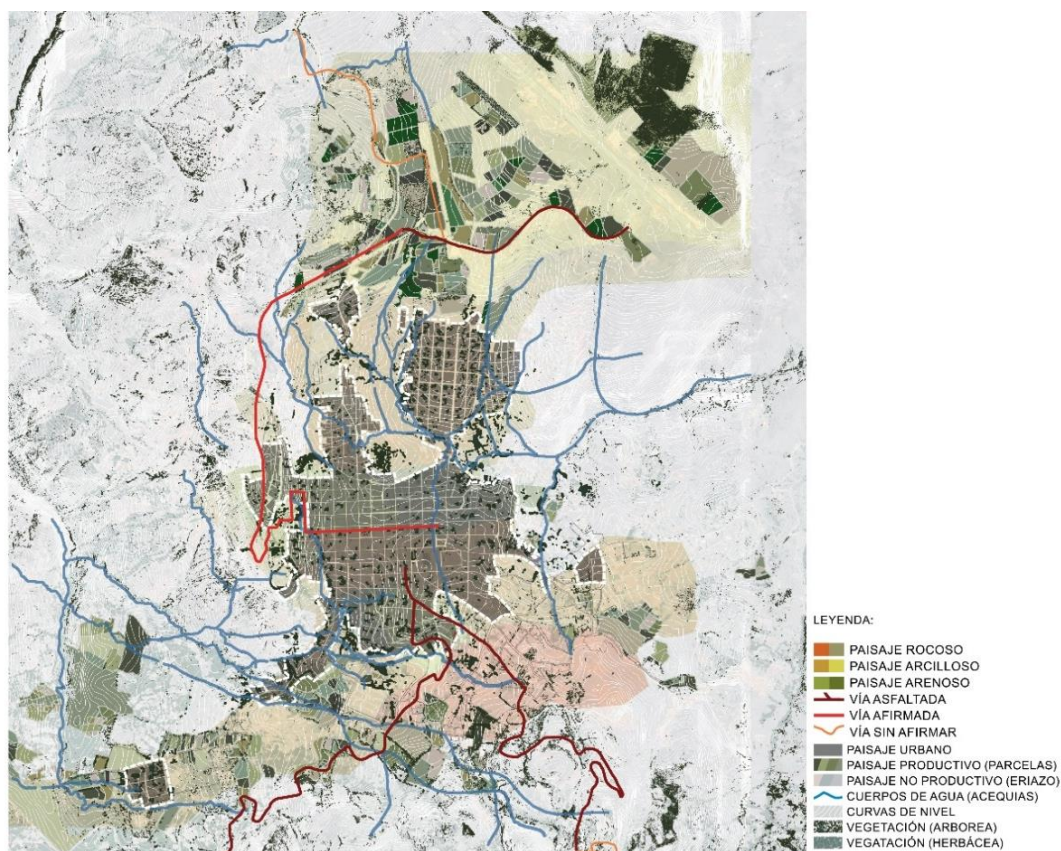 LEYENDA:
PAISAJE ROCOSO
PAISAJE ARCILLOSO
PAISAJE ARENOSO
VÍA ASFALTADA
VÍA AFIRMADA
VÍA SIN AFIRMAR
PAISAJE URBANO
PAISAJE PRODUCTIVO (PARCELAS)
PAISAJE NO PRODUCTIVO (ERIAZO)
CUERPOS DE AGUA (ACEQUIAS)
CURVAS DE NIVEL
VEGETACIÓN (ARBOREA)
VEGATACIÓN (HERBÁCEA)